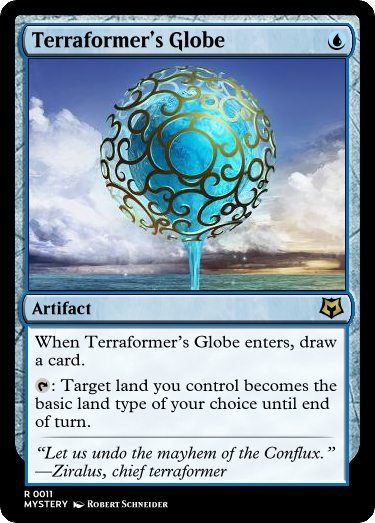 Terraformer's Globe
Artifact
When Terraformer's Globe enters, draw
a card.
: Target land you control becomes the
basic land type of your choice until end
of turn.
“Let us undo the mayhem of the Conflux.”
—Ziralus, chief terraformer
R 0011
MYSTERY Robert Schneider